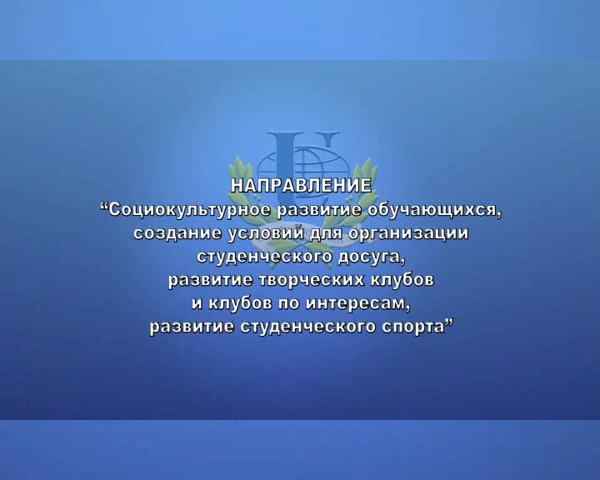 НАПРАВЛЕНИЕ
“Социокультурное развитие обучающихся,
создание условий для организации
студенческого досуга,
развитие творческих клубов
и клубов по интересам,
развитие студенческого спорта”